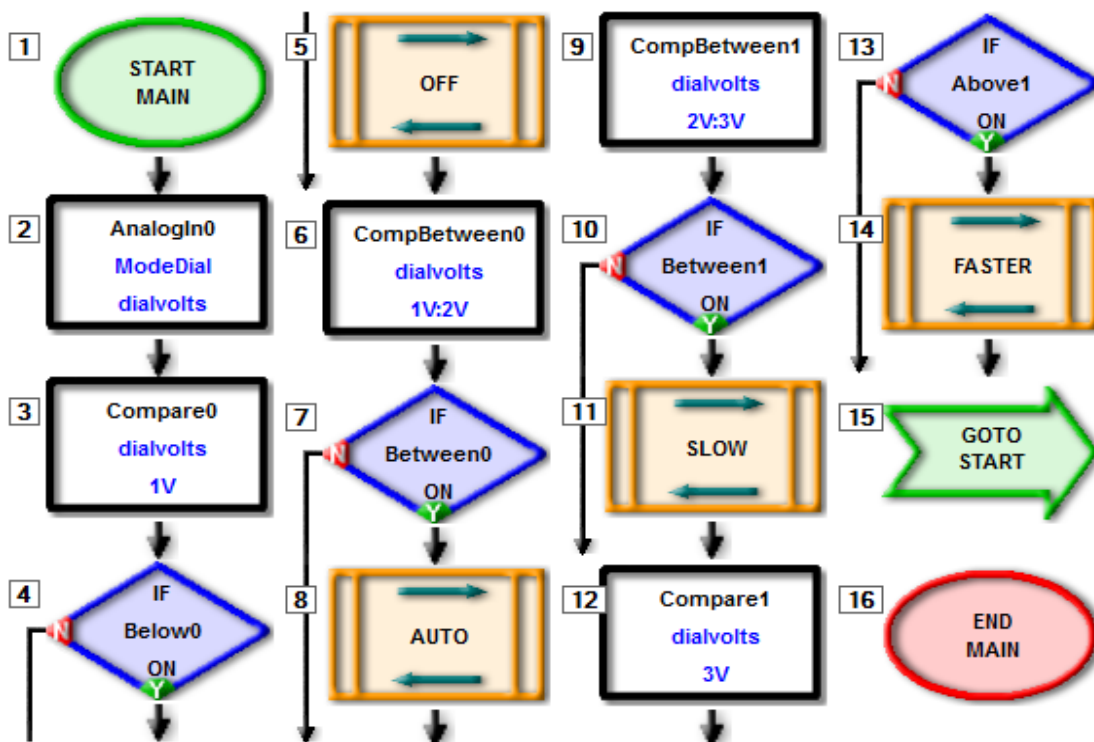 1
START
MAIN
2
AnalogIn0
ModeDial
dialvolts
3
Compare0
dialvolts
1V
4
IF
Below0
N
ON
Y
5
OFF
6
CompBetween0
dialvolts
1V:2V
7
IF
Between0
N
ON
Y
8
AUTO
9
CompBetween1
dialvolts
2V:3V
10
IF
Between1
N
ON
Y
11
SLOW
12
Compare1
dialvolts
3V
13
IF
Above1
N
ON
Y
14
FASTER
15
GOTO
START
16
END
MAIN